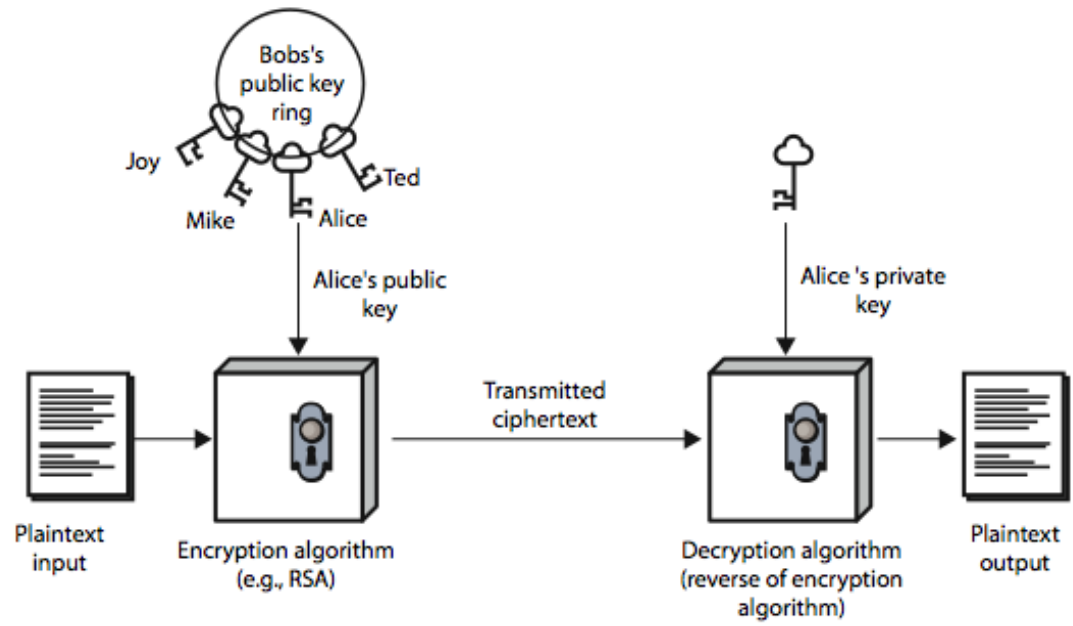 Bobs's
public key
ring
Joy
Ted
Mike
Alice
Alice's public
key
Alice 's private
key
Transmitted
ciphertext
Plaintext
input
Encryption algorithm
(e.g., RSA)
Decryption algorithm
(reverse of encryption
algorithm)
Plaintext
output